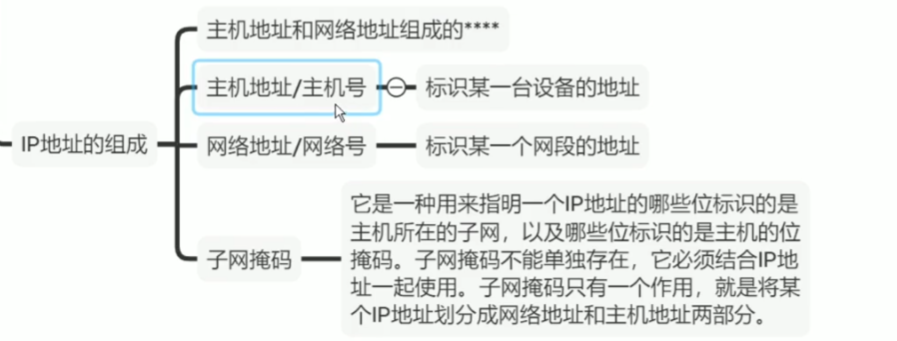 主机地址和网络地址组成的****
主机地址/主机号
标识某一台设备的地址
IP地址的组成
网络地址/网络号
标识某一个网段的地址
子网掩码
它是一种用来指明一个IP地址的哪些位标识的是
主机所在的子网，以及哪些位标识的是主机的位
掩码。子网掩码不能单独存在，它必须结合IP地
址一起使用。子网掩码只有一个作用，就是将某
个IP地址划分成网络地址和主机地址两部分。